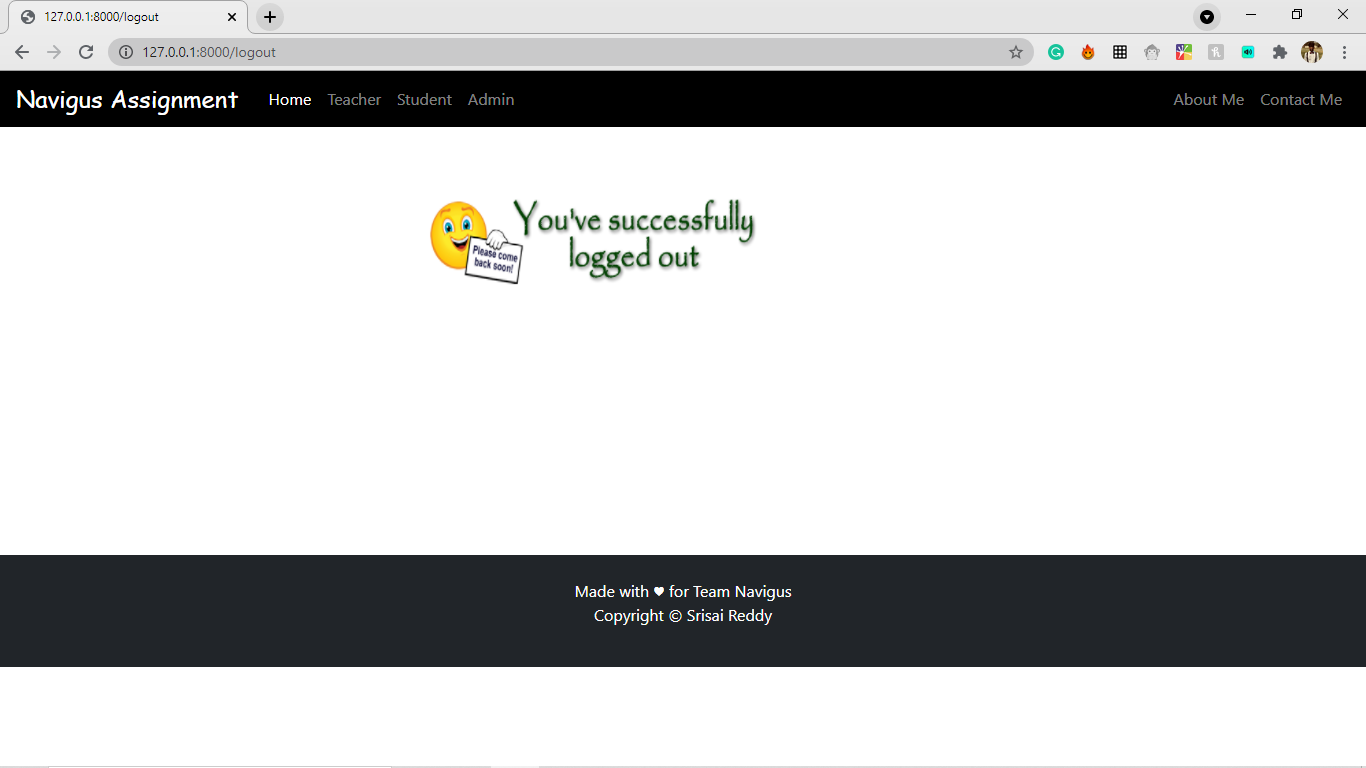 127.0.0.1:8000/logout
127.0.0.1:8000/logout
Navigus Assignment Home Teacher Student Admin About Me Contact Me
You've successfully
logged out
Please come
back soon!
Made with ♥ for Team Navigus
Copyright © Srisai Reddy